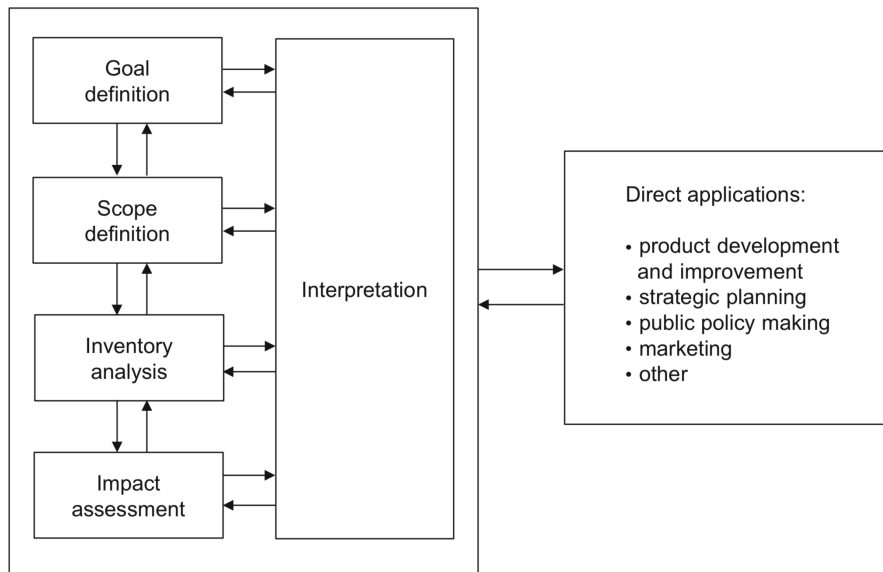 Goal
definition
Scope
definition
Inventory
analysis
Impact
assessment
Interpretation
Direct applications:
• product development
and improvement
• strategic planning
• public policy making
• marketing
• other